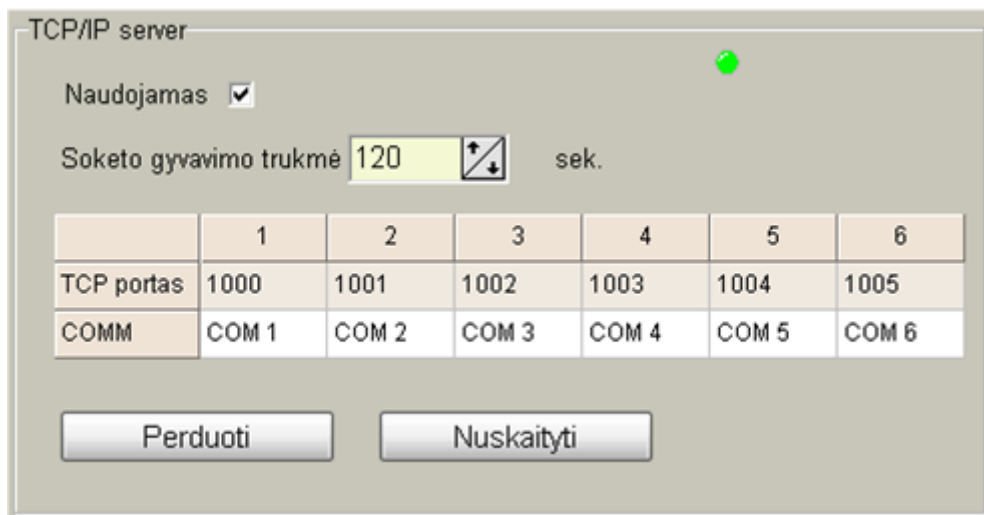 TCP/IP server
Naudojamas
Soketo gyvavimo trukmė 120 sek.
1 2 3 4 5 6
TCP portas 1000 1001 1002 1003 1004 1005
COMM COM 1 COM 2 COM 3 COM 4 COM 5 COM 6
Perduoti Nuskaityti